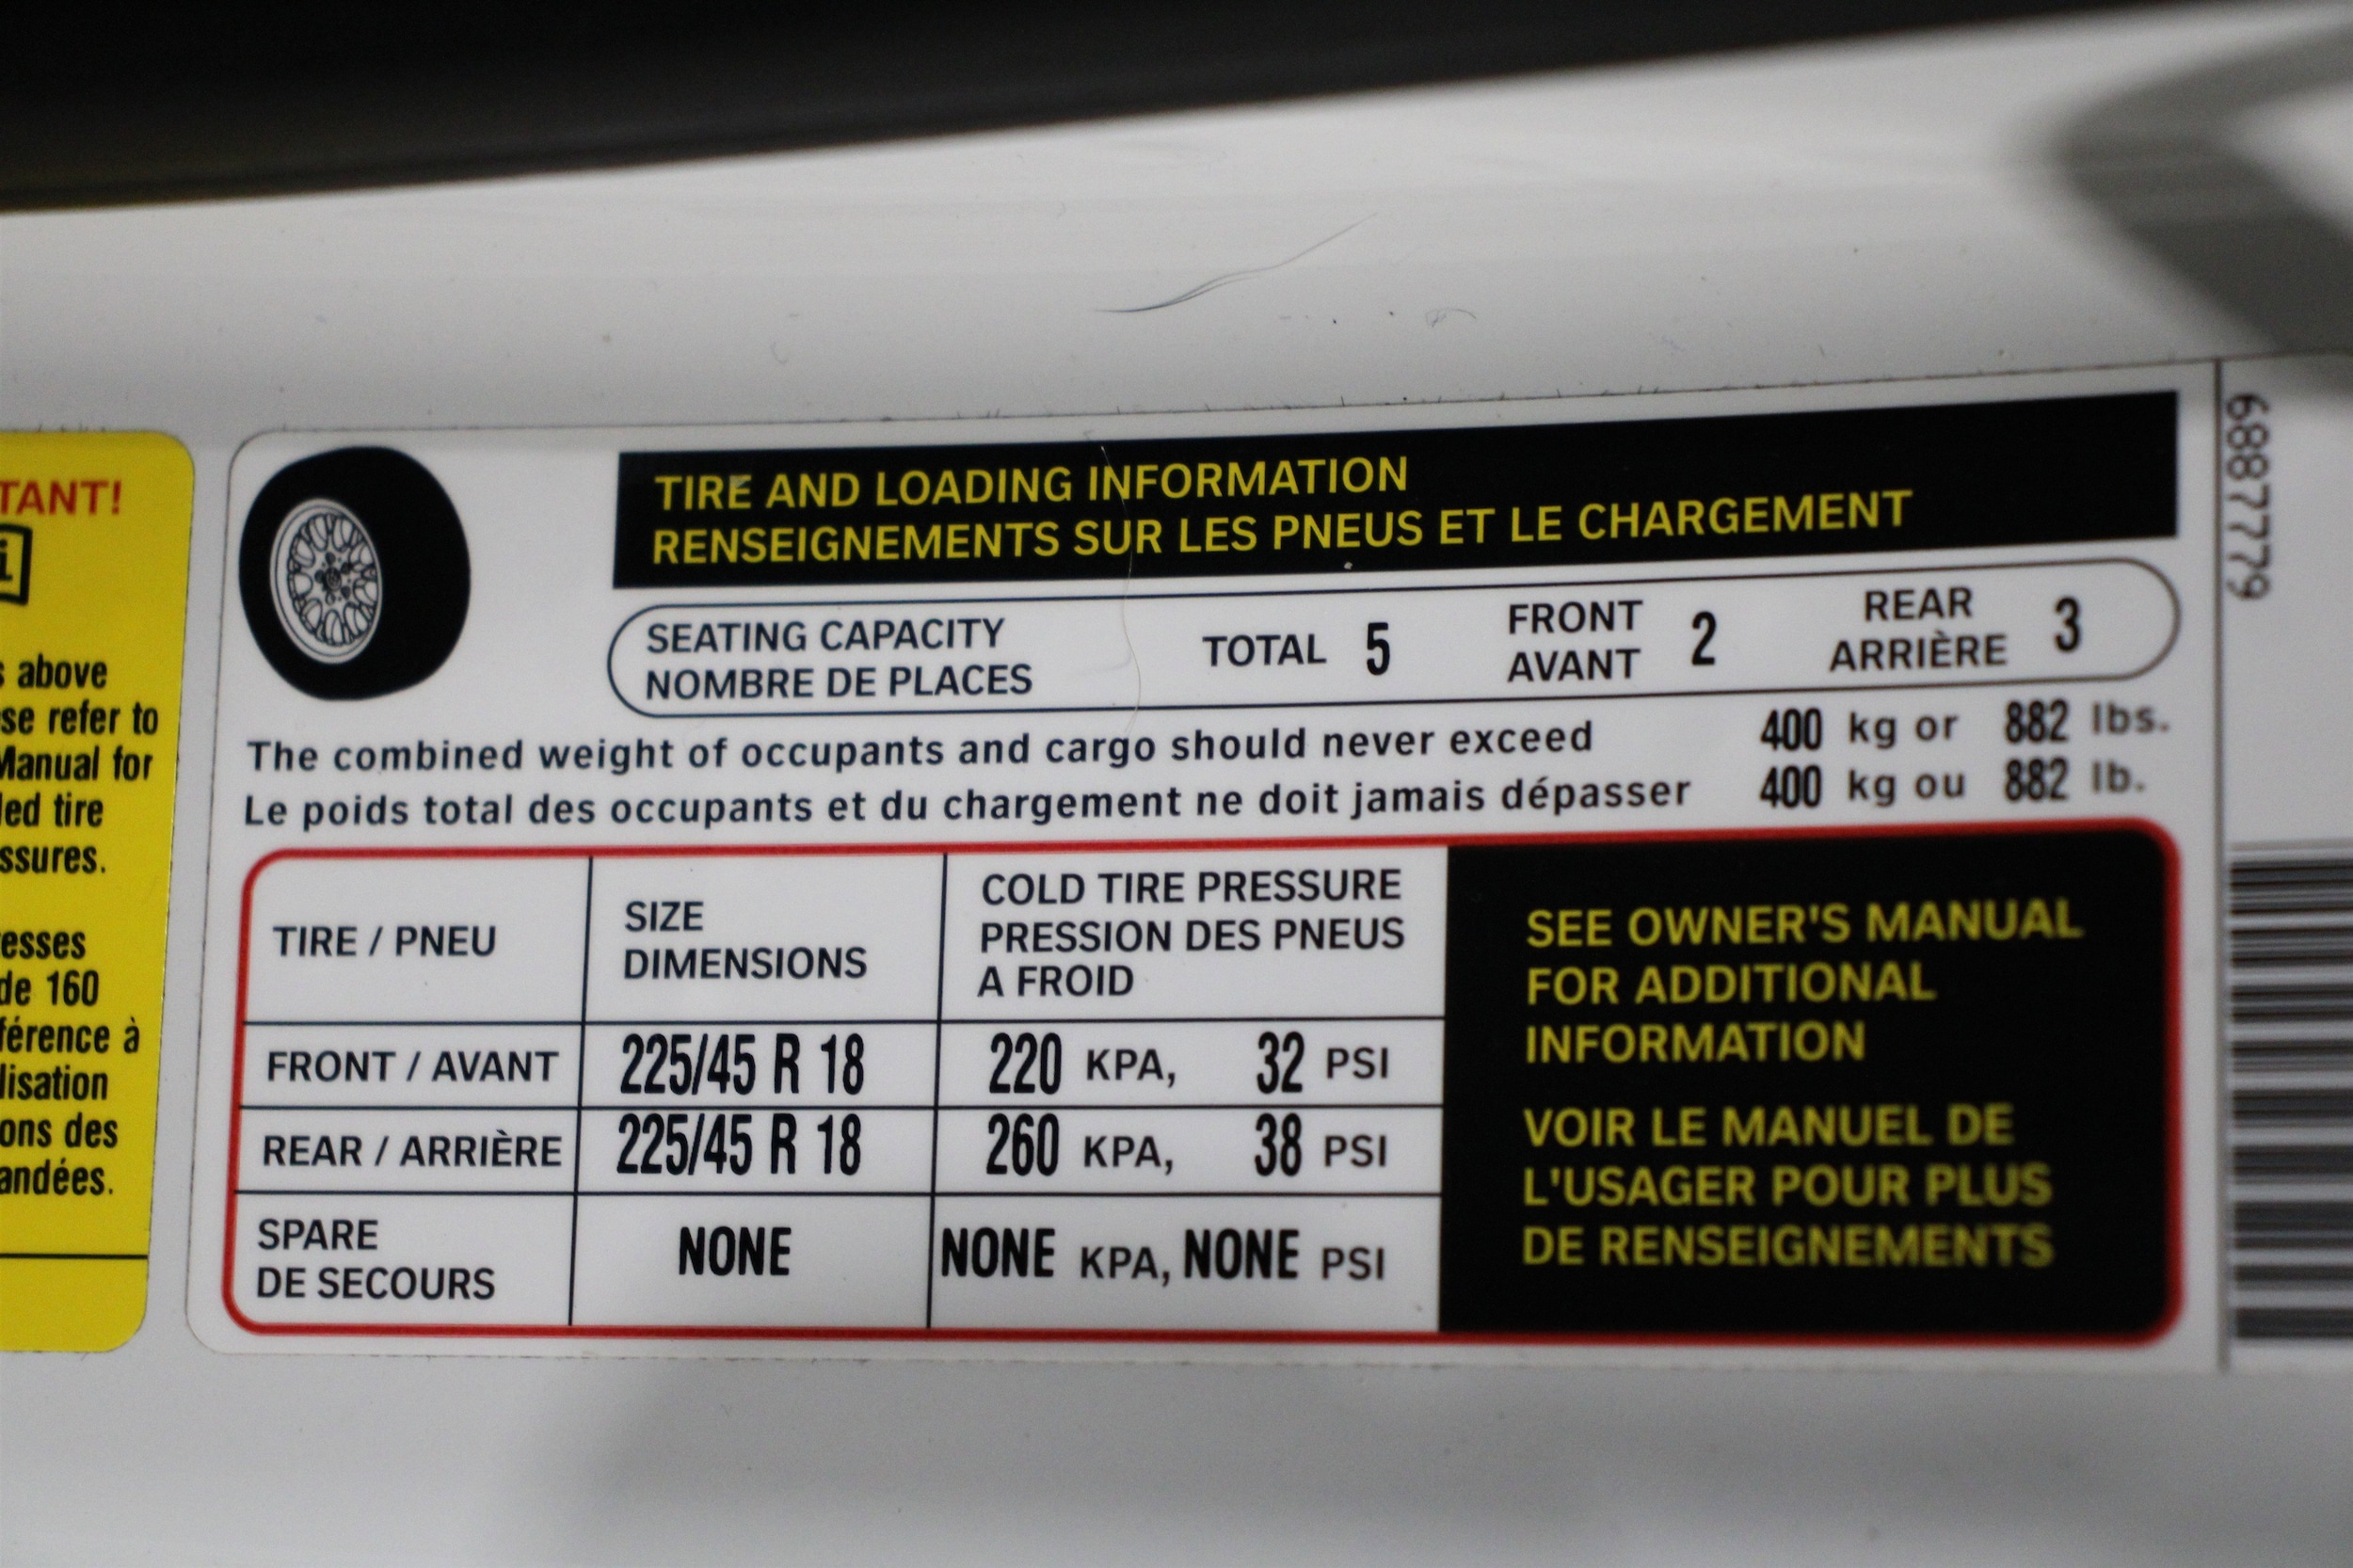 TANT!
i
above
se refer to
Manual for
led tire
ssures.
esses
de 160
férence à
lisation
ons des
andées.
TIRE AND LOADING INFORMATION
RENSEIGNEMENTS SUR LES PNEUS ET LE CHARGEMENT
SEATING CAPACITY
NOMBRE DE PLACES
TOTAL 5
FRONT
AVANT
2
REAR
ARRIÈRE
3
The combined weight of occupants and cargo should never exceed 400 kg or 882 lbs.
Le poids total des occupants et du chargement ne doit jamais dépasser 400 kg ou 882 lb.
TIRE / PNEU
SIZE
DIMENSIONS
COLD TIRE PRESSURE
PRESSION DES PNEUS
A FROID
FRONT / AVANT 225/45 R 18 220 KPA, 32 PSI
REAR / ARRIÈRE 225/45 R 18 260 KPA, 38 PSI
SPARE
DE SECOURS
NONE NONE KPA, NONE PSI
SEE OWNER'S MANUAL
FOR ADDITIONAL
INFORMATION
VOIR LE MANUEL DE
L'USAGER POUR PLUS
DE RENSEIGNEMENTS
6887779